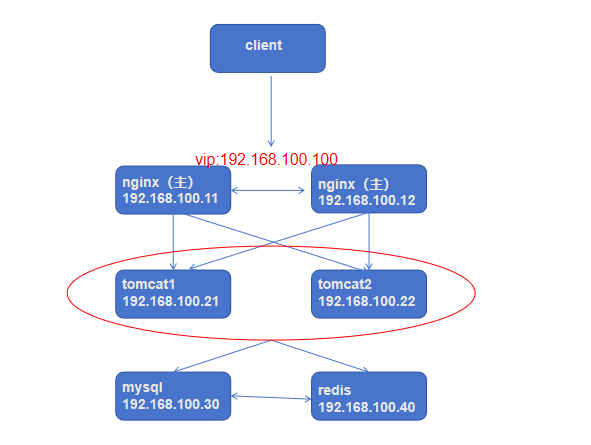 client
vip:192.168.100.100
nginx（主）
192.168.100.11
nginx（主）
192.168.100.12
tomcat1
192.168.100.21
tomcat2
192.168.100.22
mysql
192.168.100.30
redis
192.168.100.40